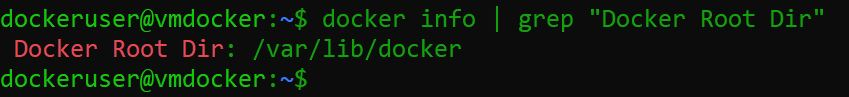 dockeruser@vmdocker:~$ docker info | grep "Docker Root Dir"
 Docker Root Dir: /var/lib/docker
dockeruser@vmdocker:~$